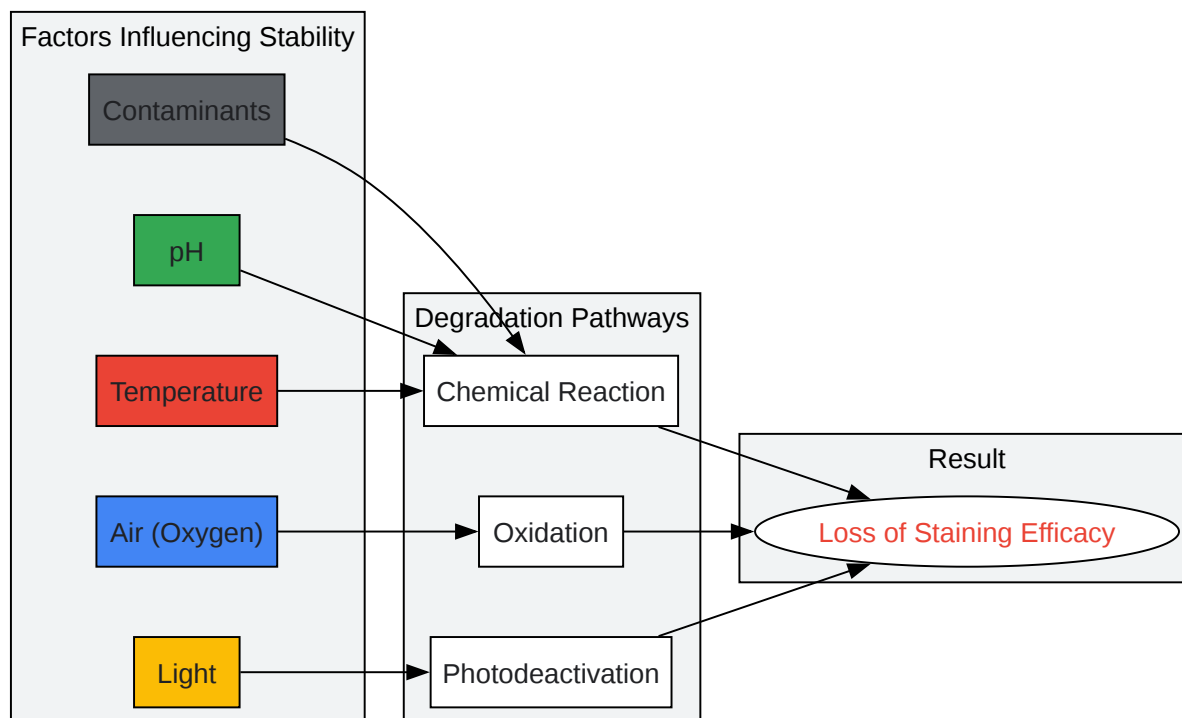 Factors Influencing Stability
Contaminants
pH
Temperature
Air (Oxygen)
Light
Degradation Pathways
Chemical Reaction
Oxidation
Photodeactivation
Result
Loss of Staining Efficacy